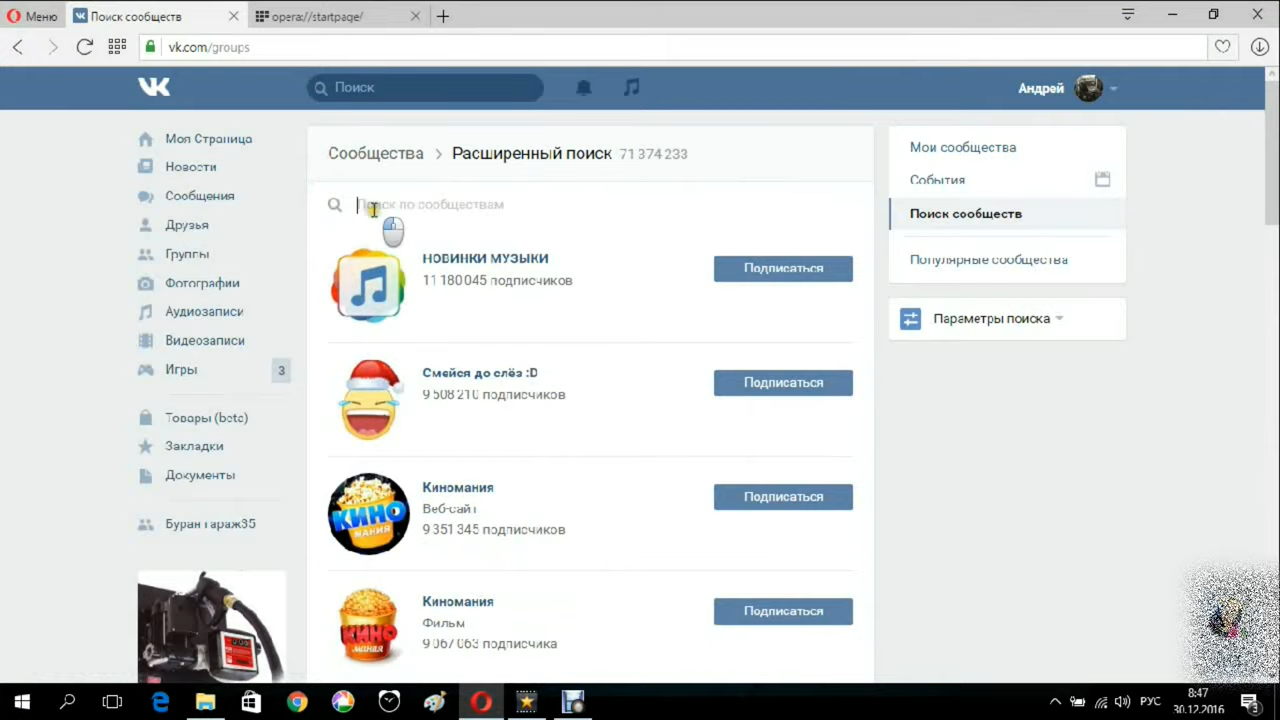 Меню
Поиск сообществ
opera://startpage/
vk.com/groups
Поиск
Андрей
Моя Страница
Новости
Сообщения
Друзья
Группы
Фотографии
Аудиозаписи
Видеозаписи
Игры 3
Товары (beta)
Закладки
Документы
Буран гараж35
Сообщества > Расширенный поиск 71 374 233
Поиск по сообществам
НОВИНКИ МУЗЫКИ
11 180 045 подписчиков
Подписаться
Смейся до слёз :D
9 508 210 подписчиков
Подписаться
КИНО
МАНИЯ
Киномания
Веб-сайт
9 351 345 подписчиков
Подписаться
КИНО
МАНИЯ
Киномания
Фильм
9 067 063 подписчика
Подписаться
Мои сообщества
События
Поиск сообществ
Популярные сообщества
Параметры поиска
РУС
8:47
30.12.2016
3